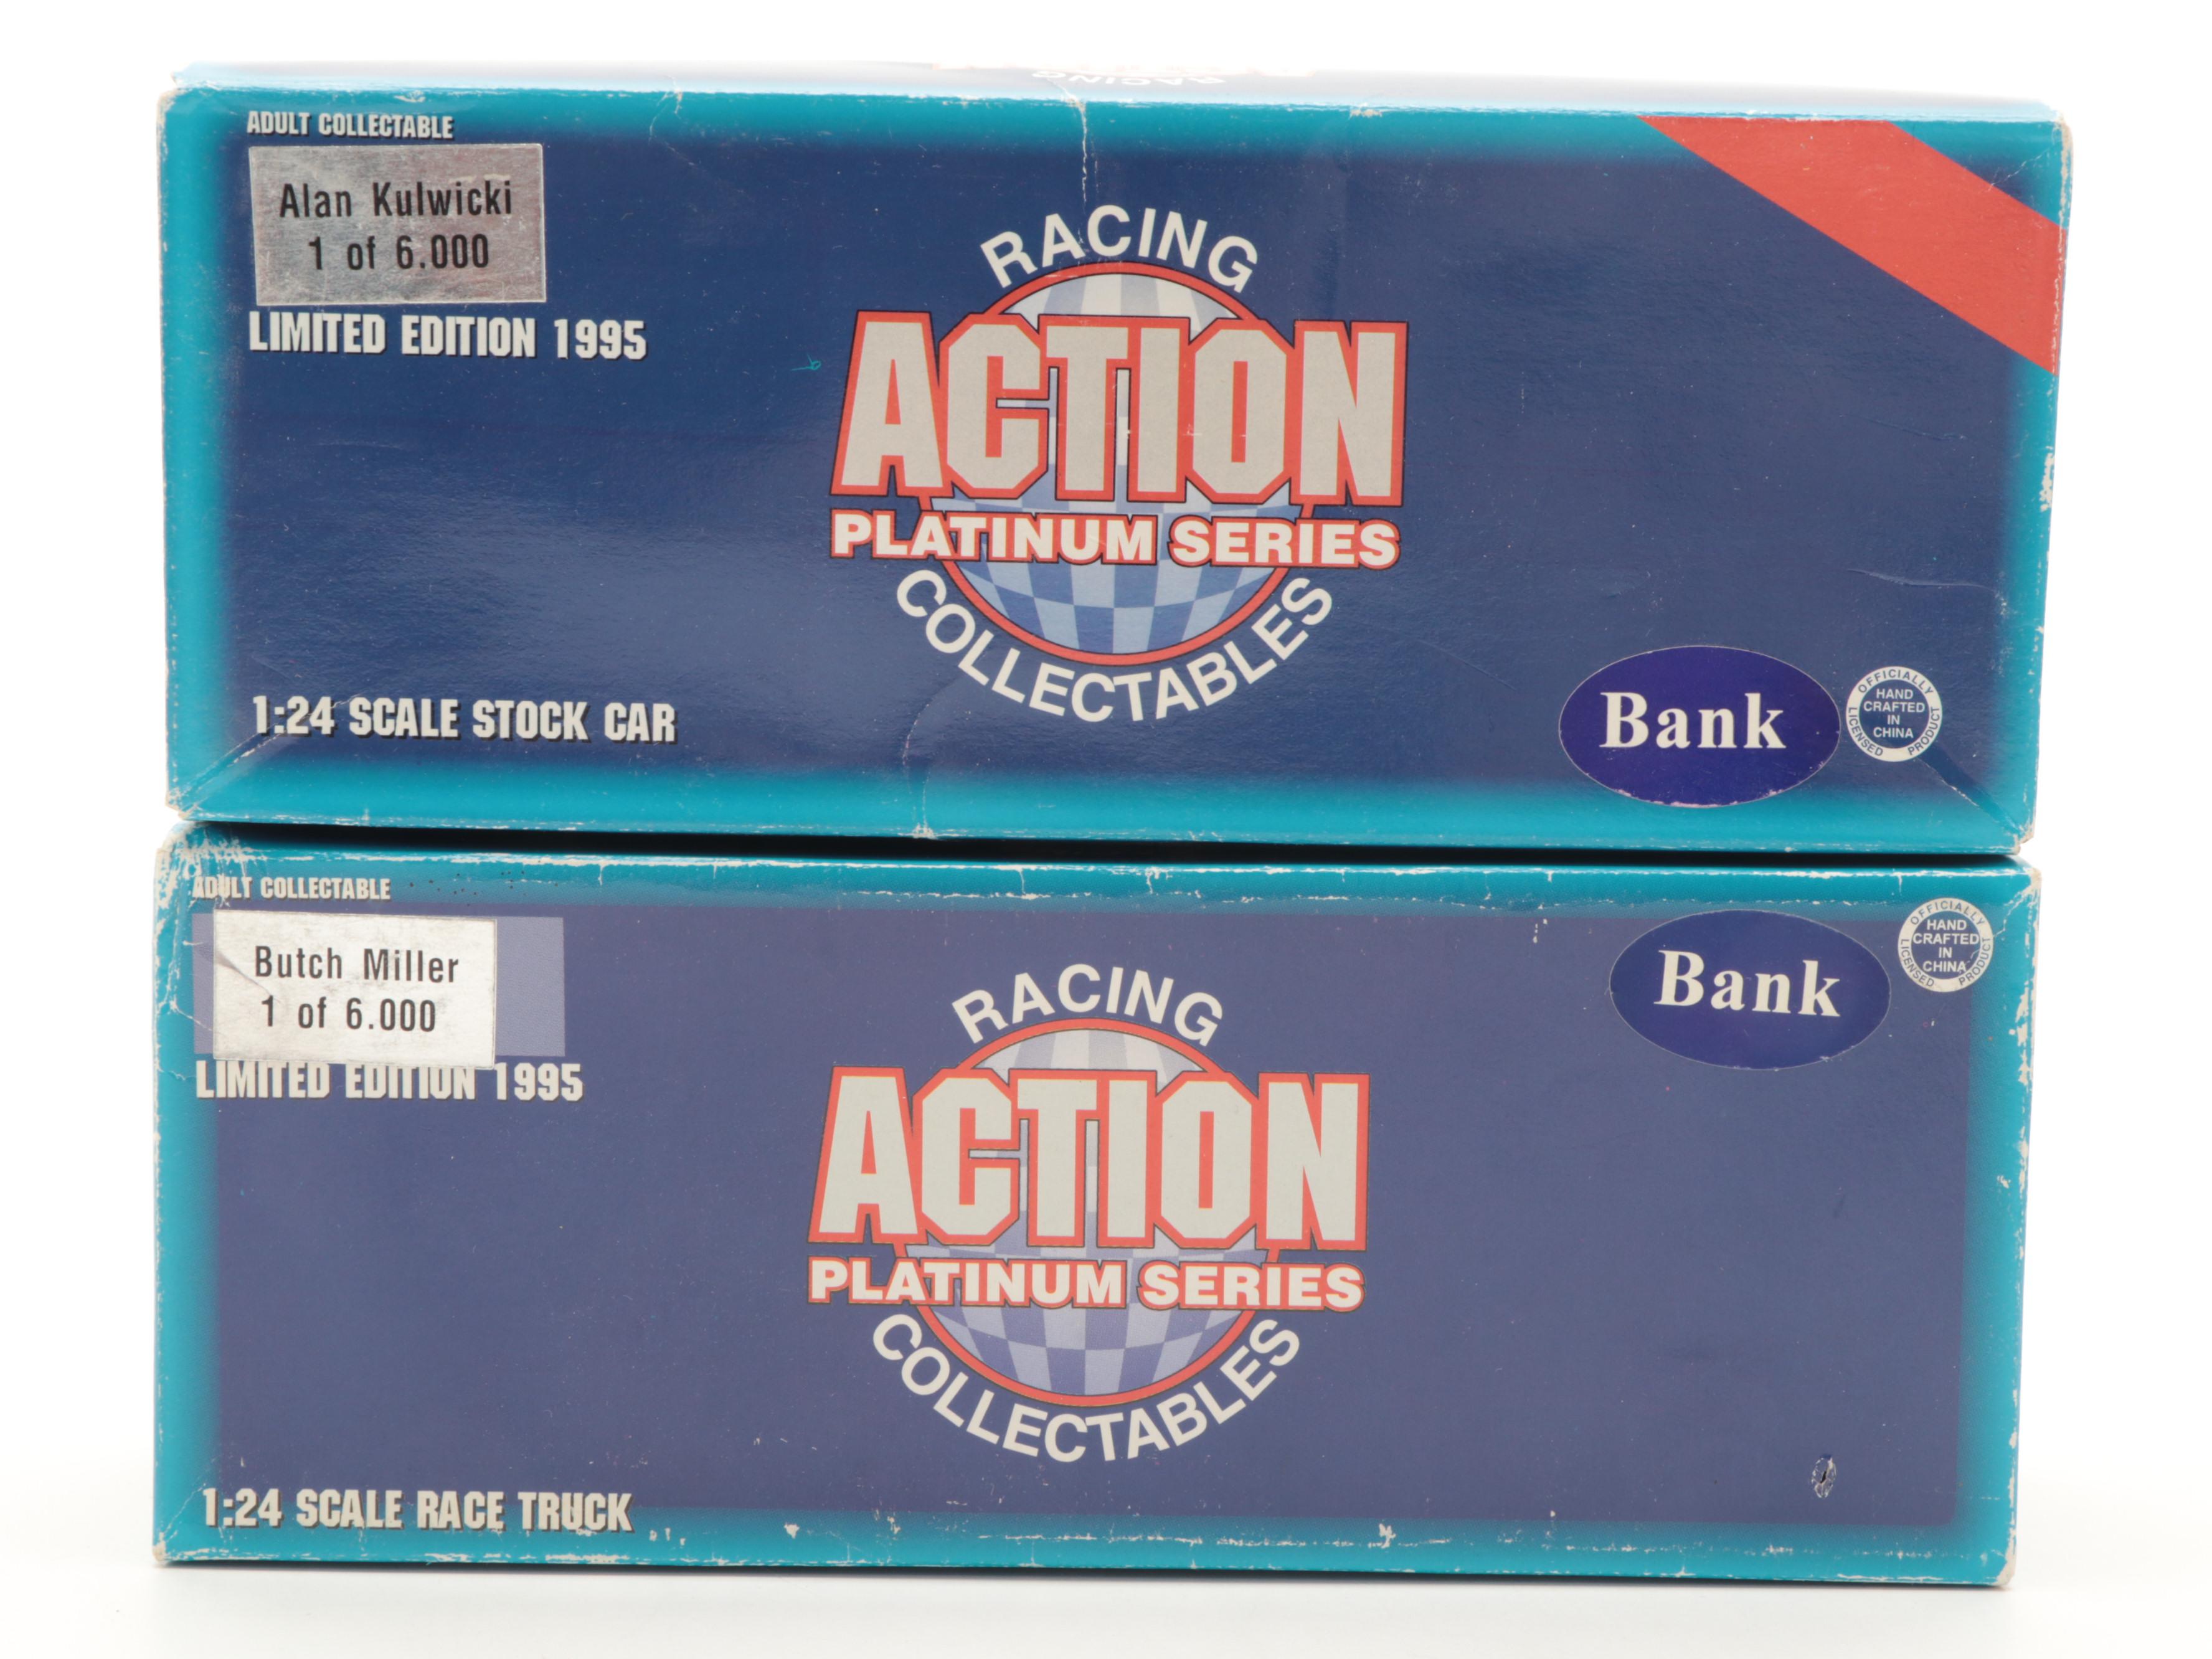 RACING
ADULT COLLECTABLE
Alan Kulwicki
1 of 6.000
LIMITED EDITION 1995
RACING
ACTION
PLATINUM SERIES
COLLECTABLES
1:24 SCALE STOCK CAR
Bank
OFFICIALLY
HAND
CRAFTED
IN
CHINA
LICENSED PRODUCT
ADULT COLLECTABLE
Butch Miller
1 of 6.000
LIMITED EDITION 1995
Bank
OFFICIALLY
HAND
CRAFTED
IN
CHINA
LICENSED PRODUCT
RACING
ACTION
PLATINUM SERIES
COLLECTABLES
1:24 SCALE RACE TRUCK